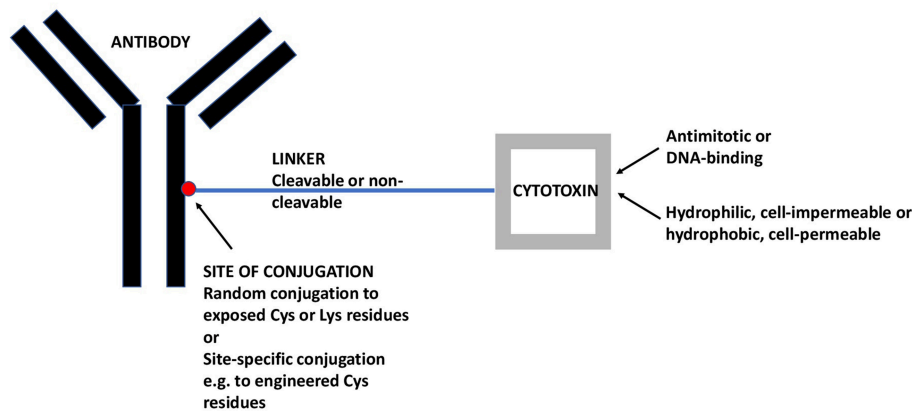 ANTIBODY
LINKER
Cleavable or non-
cleavable
CYTOTOXIN
Antimitotic or
DNA-binding
Hydrophilic, cell-impermeable or
hydrophobic, cell-permeable
SITE OF CONJUGATION
Random conjugation to
exposed Cys or Lys residues
or
Site-specific conjugation
e.g. to engineered Cys
residues